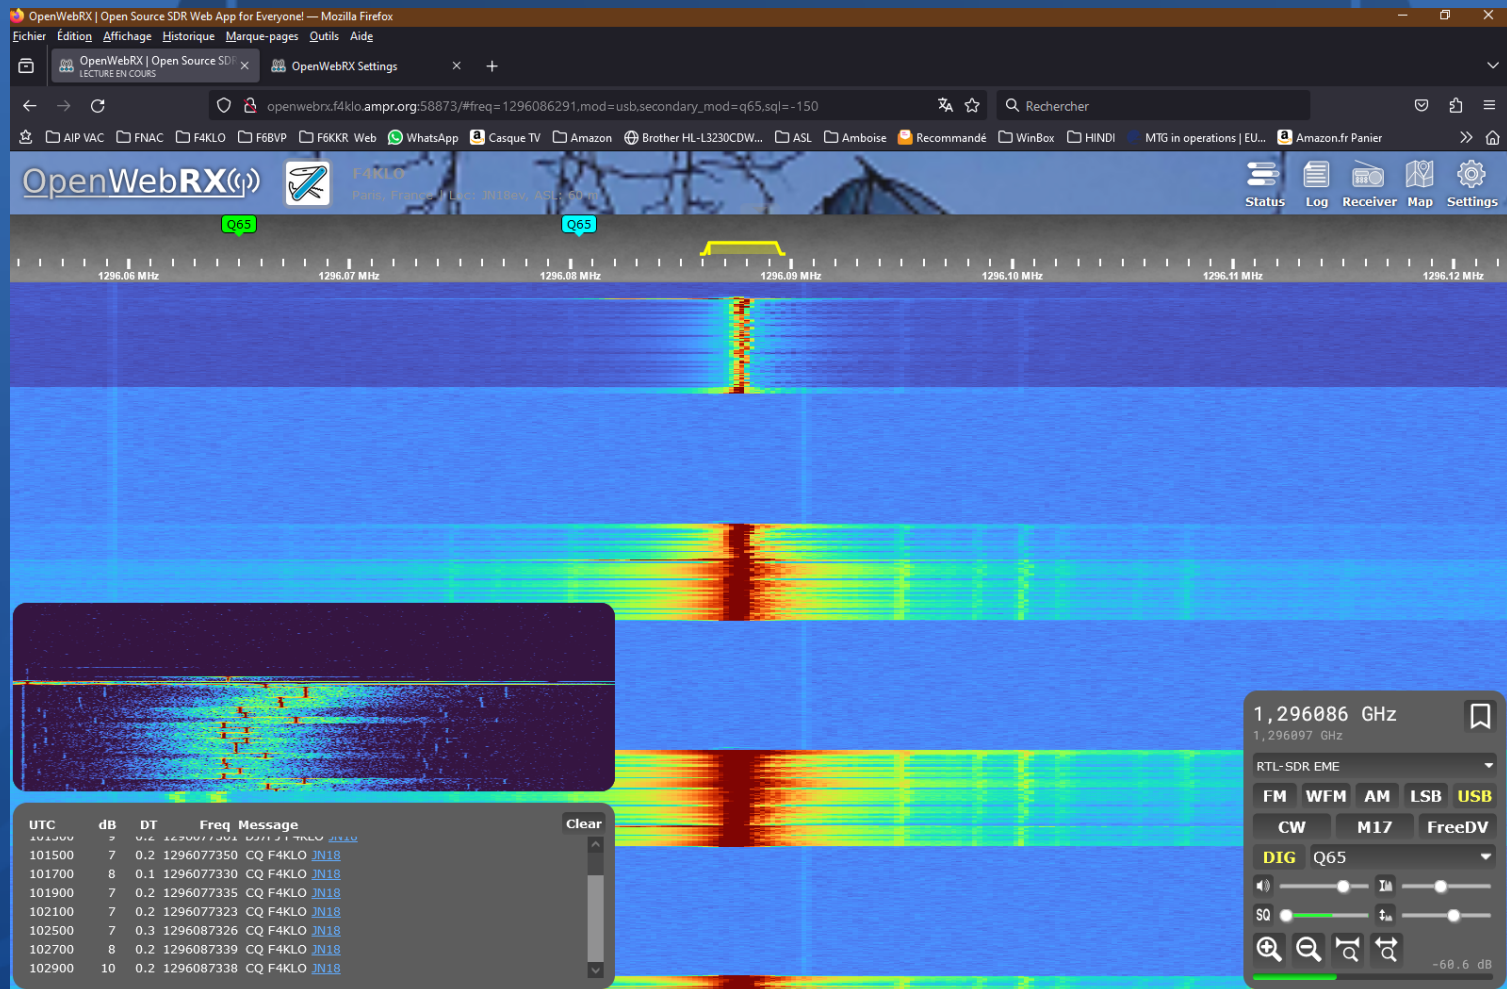 OpenWebRX | Open Source SDR Web App for Everyone! — Mozilla Firefox
Fichier Édition Affichage Historique Marque-pages Outils Aide
OpenWebRX | Open Source SDR
LECTURE EN COURS
OpenWebRX Settings
openwebrx.f4klo.ampr.org:58873/#freq=1296086291,mod=usb,secondary_mod=q65,sql=-150
Rechercher
AIP VAC FNAC F4KLO F6BVP F6KKR Web WhatsApp Casque TV Amazon Brother HL-L3230CDW... ASL Amboise Recommandé WinBox HINDI MTG in operations | EU... Amazon.fr Panier
OpenWebRX
F4KLO
Paris, France | Loc: JN18ev, ASL: 60 m
Status Log Receiver Map Settings
Q65 Q65
1296.06 MHz 1296.07 MHz 1296.08 MHz 1296.09 MHz 1296.10 MHz 1296.11 MHz 1296.12 MHz
UTC dB DT Freq Message Clear
101500 7 0.2 1296077350 CQ F4KLO JN18
101700 8 0.1 1296077330 CQ F4KLO JN18
101900 7 0.2 1296077335 CQ F4KLO JN18
102100 7 0.2 1296077323 CQ F4KLO JN18
102500 7 0.3 1296087326 CQ F4KLO JN18
102700 8 0.2 1296087339 CQ F4KLO JN18
102900 10 0.2 1296087338 CQ F4KLO JN18
1,296086 GHz
1,296097 GHz
RTL-SDR EME
FM WFM AM LSB USB
CW M17 FreeDV
DIG Q65
SQ
-60.6 dB